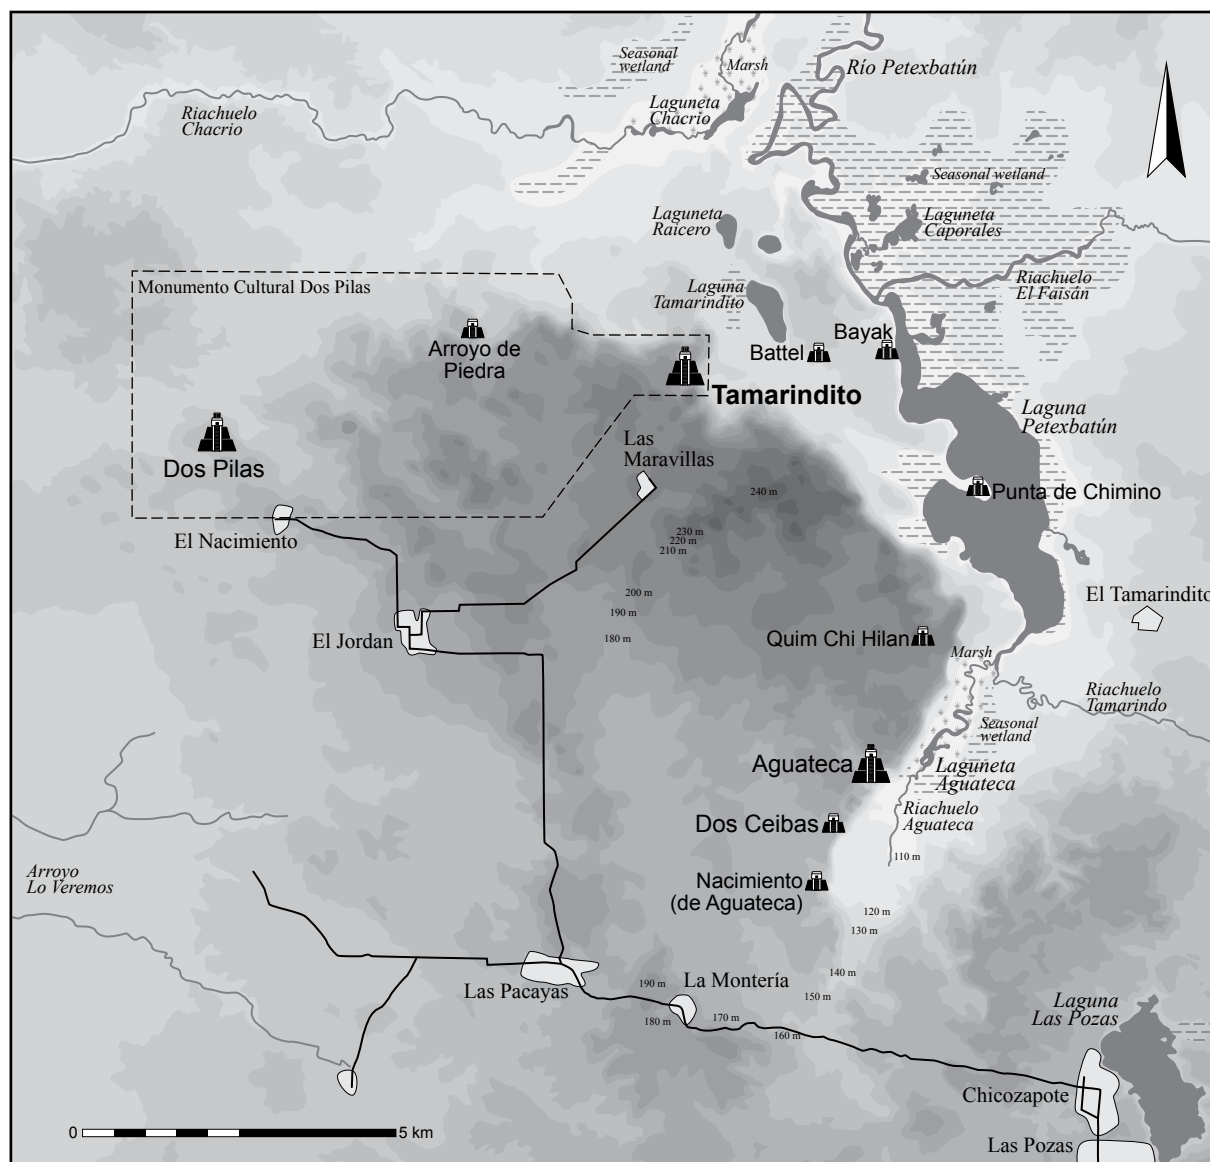 Seasonal
wetland
Marsh
Río Petexbatún
Riachuelo
Chacrio
Laguneta
Chacrio
Seasonal wetland
Laguneta
Raicero
Laguneta
Caporales
Monumento Cultural Dos Pilas
Laguna
Tamarindito
Riachuelo
El Faisán
Arroyo de
Piedra
Battel
Bayak
Tamarindito
Laguna
Petexbatún
Dos Pilas
Las
Maravillas
240 m
Punta de Chimino
El Nacimiento
230 m
220 m
210 m
200 m
190 m
180 m
El Tamarindito
El Jordan
Quim Chi Hilan
Marsh
Riachuelo
Tamarindo
Seasonal
wetland
Aguateca
Laguneta
Aguateca
Riachuelo
Aguateca
Dos Ceibas
110 m
Arroyo
Lo Veremos
Nacimiento
(de Aguateca)
120 m
130 m
140 m
150 m
Las Pacayas
190 m
La Montería
180 m
170 m
160 m
Laguna
Las Pozas
Chicozapote
0
5 km
Las Pozas